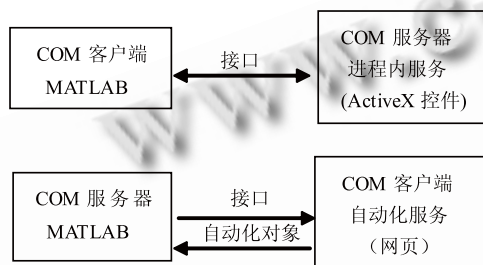 COM 客户端
MATLAB
接口
COM 服务器
进程内服务
(ActiveX 控件)
COM 服务器
MATLAB
接口
自动化对象
COM 客户端
自动化服务
（网页）